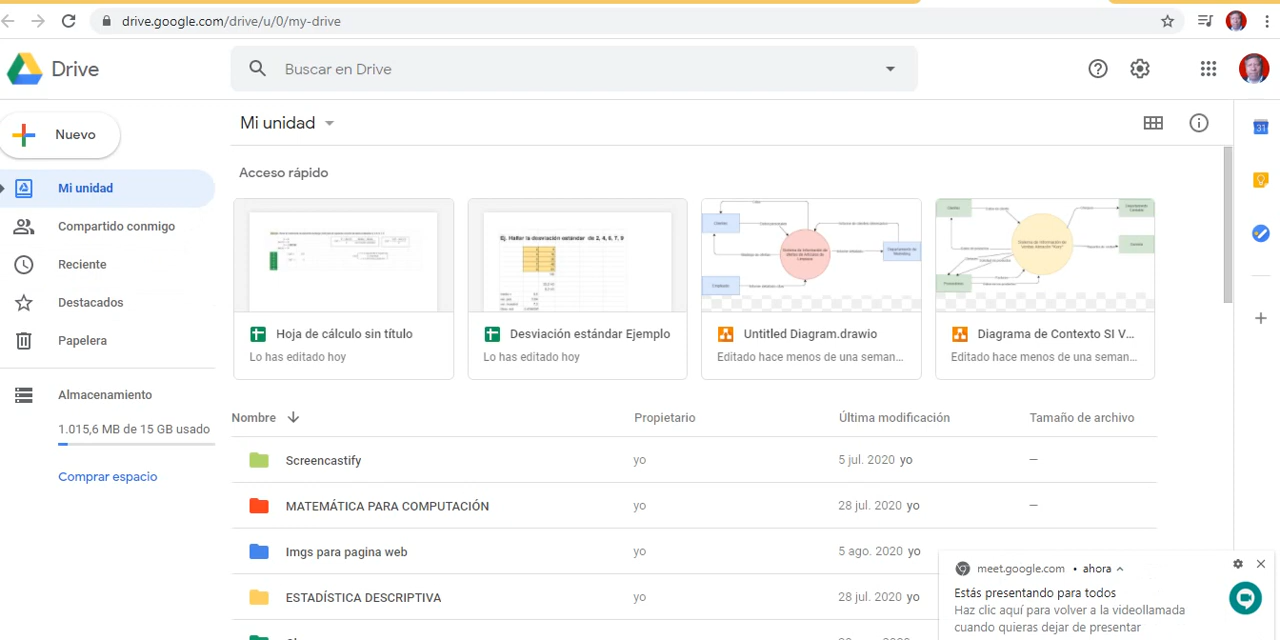 drive.google.com/drive/u/0/my-drive
Drive
Buscar en Drive
Nuevo
Mi unidad
Mi unidad
Compartido conmigo
Reciente
Destacados
Papelera
Almacenamiento
1.015,6 MB de 15 GB usado
Comprar espacio
Acceso rápido
Ej. Hallar la desviación estándar de 2, 4, 6, 7, 9
Hoja de cálculo sin título
Lo has editado hoy
Desviación estándar Ejemplo
Lo has editado hoy
Untitled Diagram.drawio
Editado hace menos de una seman...
Diagrama de Contexto SI V...
Editado hace menos de una seman...
Nombre Propietario Última modificación Tamaño de archivo
Screencastify yo 5 jul. 2020 yo —
MATEMÁTICA PARA COMPUTACIÓN yo 28 jul. 2020 yo —
Imgs para pagina web yo 5 ago. 2020 yo
ESTADÍSTICA DESCRIPTIVA yo 28 jul. 2020 yo
31
meet.google.com • ahora
Estás presentando para todos
Haz clic aquí para volver a la videollamada
cuando quieras dejar de presentar